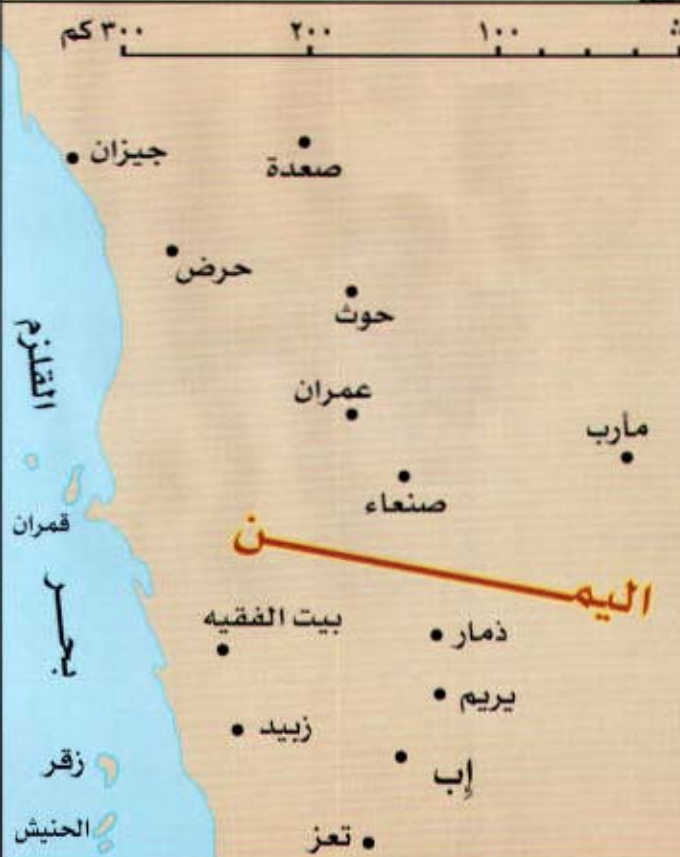 ١٠٠ ٢٠٠ ٣٠٠ كم
صعدة
جيزان
حرض
حوث
عمران
مأرب
صنعاء
القلزم
قمران
اليمن
بحر
بيت الفقيه
ذمار
يريم
زبيد
إب
زقر
الحنيش
تعز